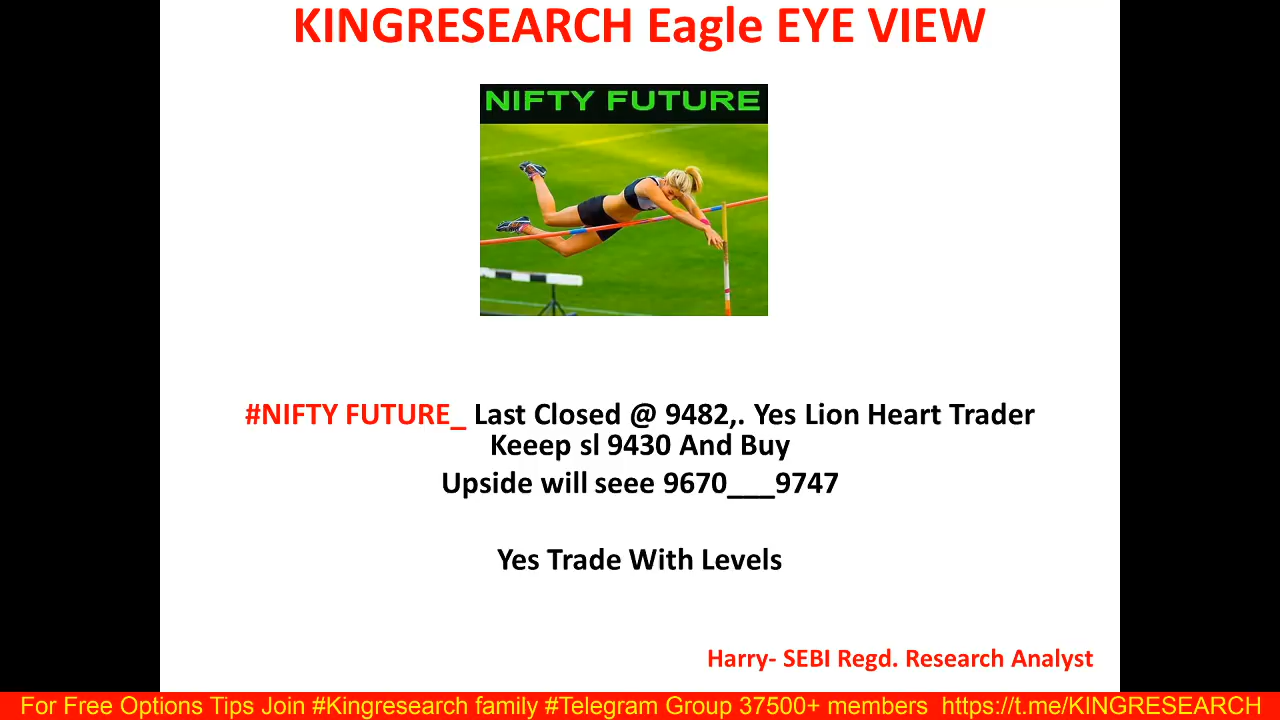 KINGRESEARCH Eagle EYE VIEW
NIFTY FUTURE
#NIFTY FUTURE_ Last Closed @ 9482,. Yes Lion Heart Trader
Keeep sl 9430 And Buy
Upside will seee 9670___9747
Yes Trade With Levels
Harry- SEBI Regd. Research Analyst
For Free Options Tips Join #Kingresearch family #Telegram Group 37500+ members  https://t.me/KINGRESEARCH